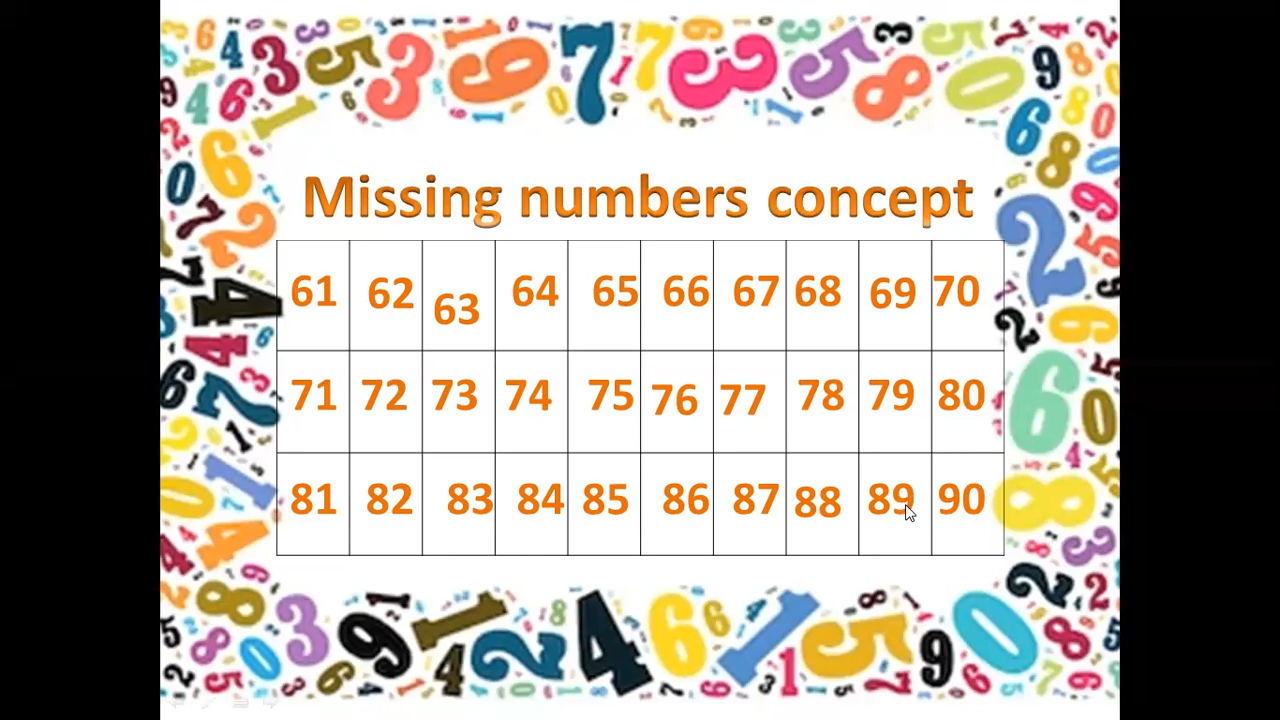 Missing numbers concept
61 62 63 64 65 66 67 68 69 70
71 72 73 74 75 76 77 78 79 80
81 82 83 84 85 86 87 88 89 90